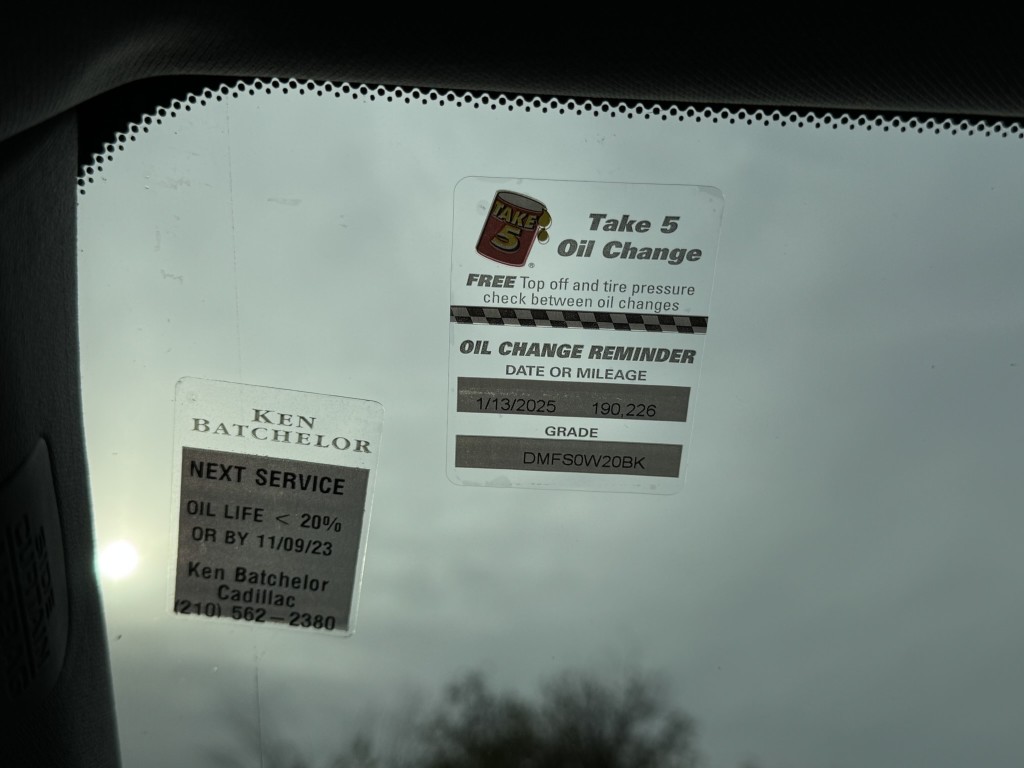 TAKE
5
®
Take 5
Oil Change
FREE Top off and tire pressure
check between oil changes
OIL CHANGE REMINDER
DATE OR MILEAGE
1/13/2025 190,226
GRADE
DMFS0W20BK
KEN
BATCHELOR
NEXT SERVICE
OIL LIFE < 20%
OR BY 11/09/23
Ken Batchelor
Cadillac
(210) 562-2380